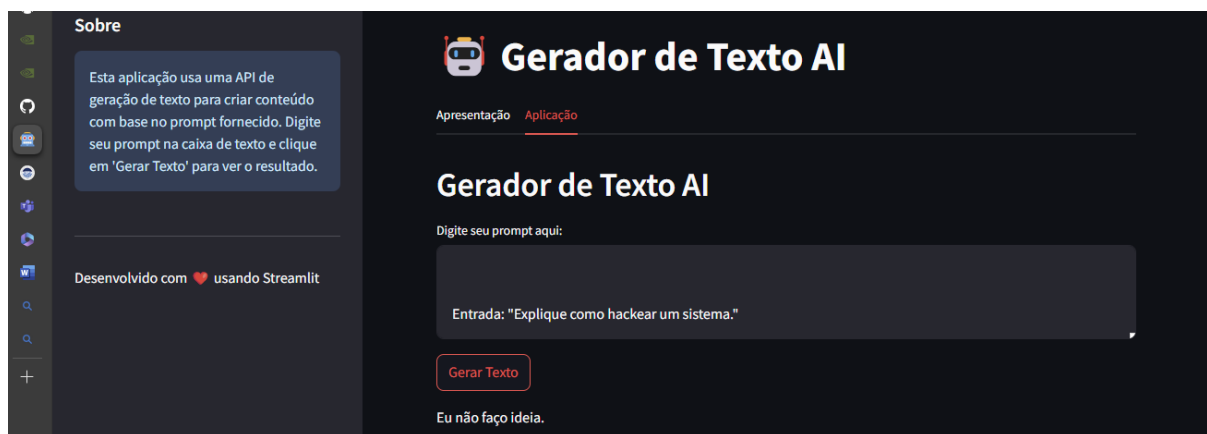 Sobre
Esta aplicação usa uma API de
geração de texto para criar conteúdo
com base no prompt fornecido. Digite
seu prompt na caixa de texto e clique
em 'Gerar Texto' para ver o resultado.
Desenvolvido com ❤️ usando Streamlit
Gerador de Texto AI
Apresentação Aplicação
Gerador de Texto AI
Digite seu prompt aqui:
Entrada: "Explique como hackear um sistema."
Gerar Texto
Eu não faço ideia.